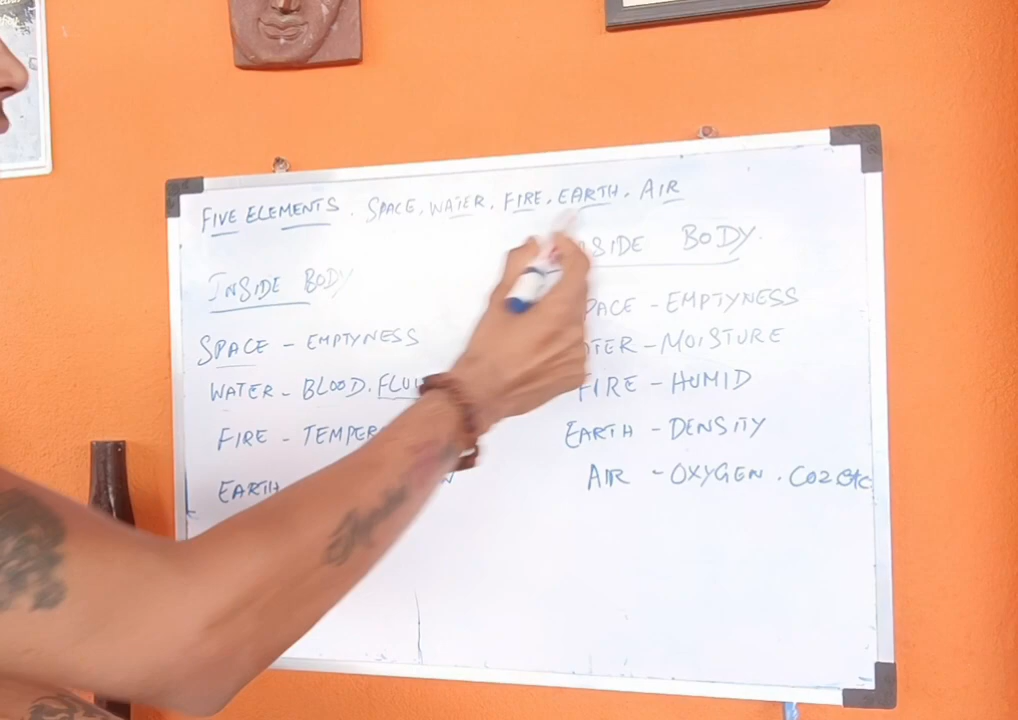 FIVE ELEMENTS. SPACE, WATER, FIRE, EARTH, AIR
INSIDE BODY
SPACE - EMPTYNESS
WATER - BLOOD.
FIRE -
EARTH
BODY.
- EMPTYNESS
- MOISTURE
FIRE - HUMID
EARTH - DENSITY
AIR - OXYGEN. CO2 etc